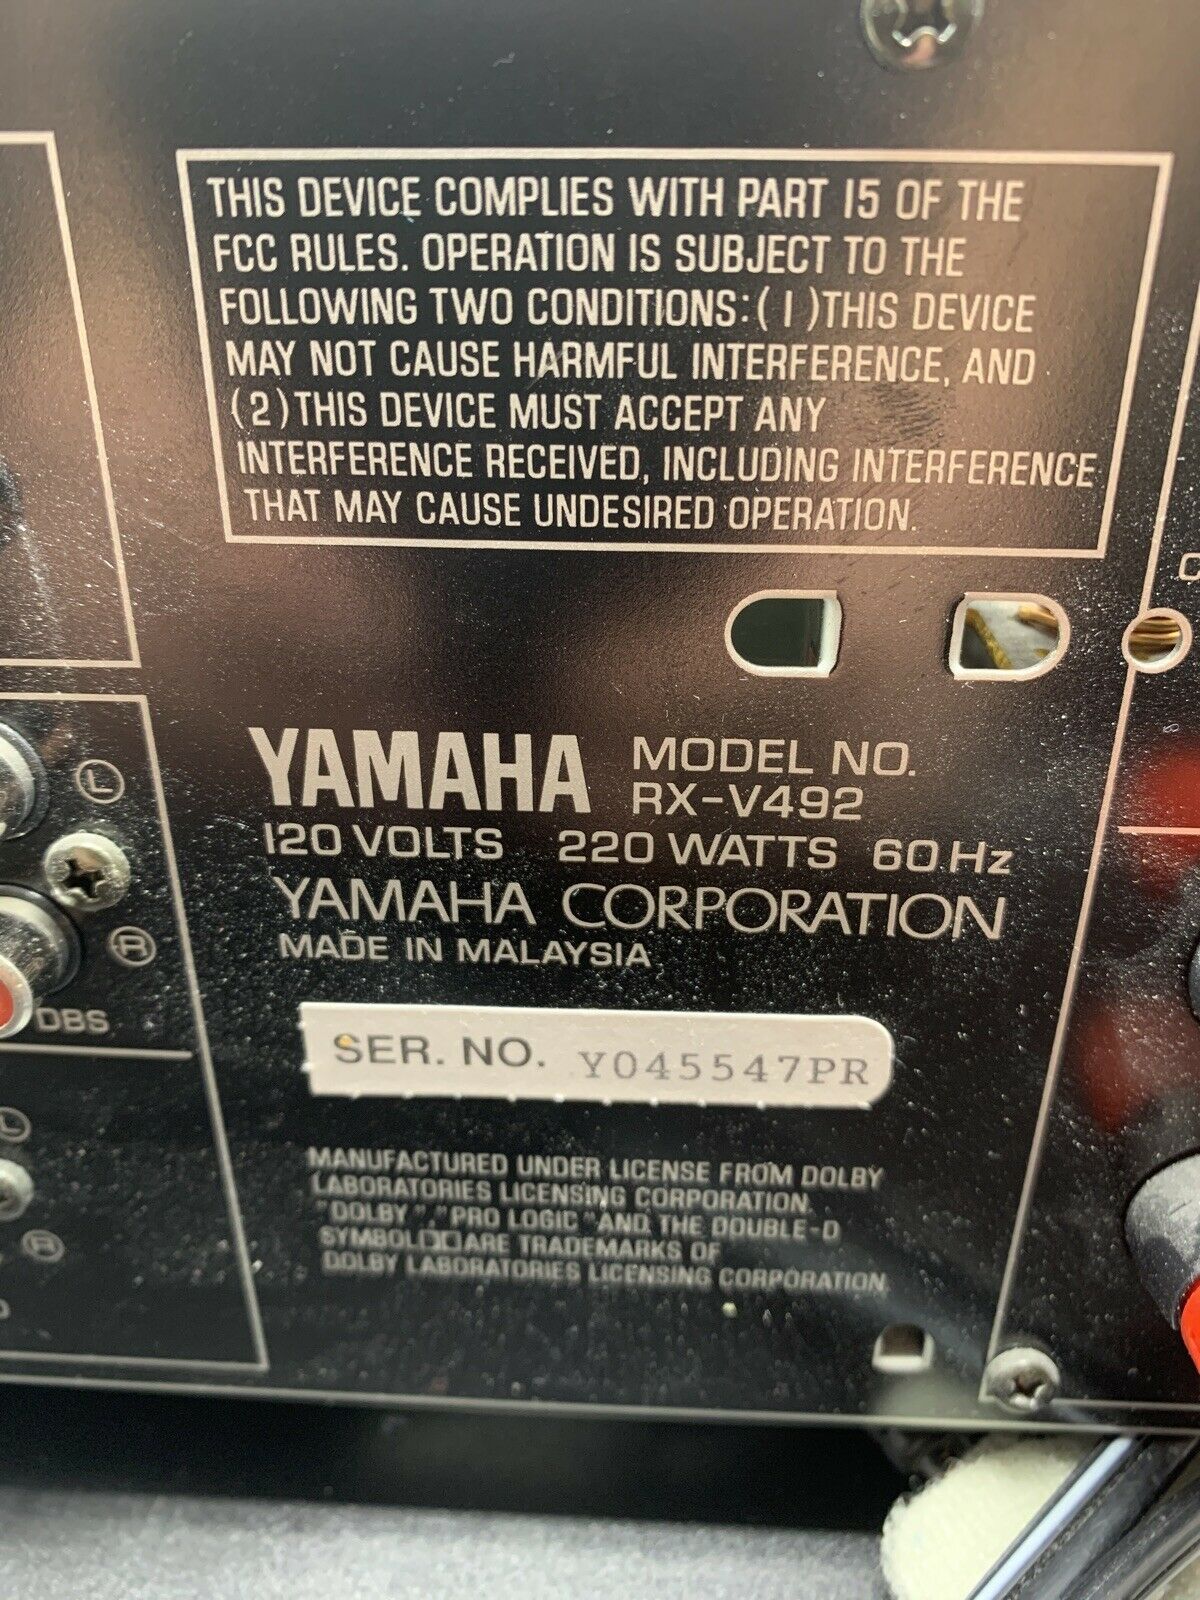 THIS DEVICE COMPLIES WITH PART 15 OF THE
FCC RULES. OPERATION IS SUBJECT TO THE
FOLLOWING TWO CONDITIONS:(1)THIS DEVICE
MAY NOT CAUSE HARMFUL INTERFERENCE, AND
(2)THIS DEVICE MUST ACCEPT ANY
INTERFERENCE RECEIVED, INCLUDING INTERFERENCE
THAT MAY CAUSE UNDESIRED OPERATION.
YAMAHA MODEL NO.
RX-V492
120 VOLTS 220 WATTS 60Hz
YAMAHA CORPORATION
MADE IN MALAYSIA
SER. NO. Y045547PR
MANUFACTURED UNDER LICENSE FROM DOLBY
LABORATORIES LICENSING CORPORATION.
"DOLBY","PRO LOGIC"AND THE DOUBLE-D
SYMBOL ARE TRADEMARKS OF
DOLBY LABORATORIES LICENSING CORPORATION.
L
R
DBS
L
R